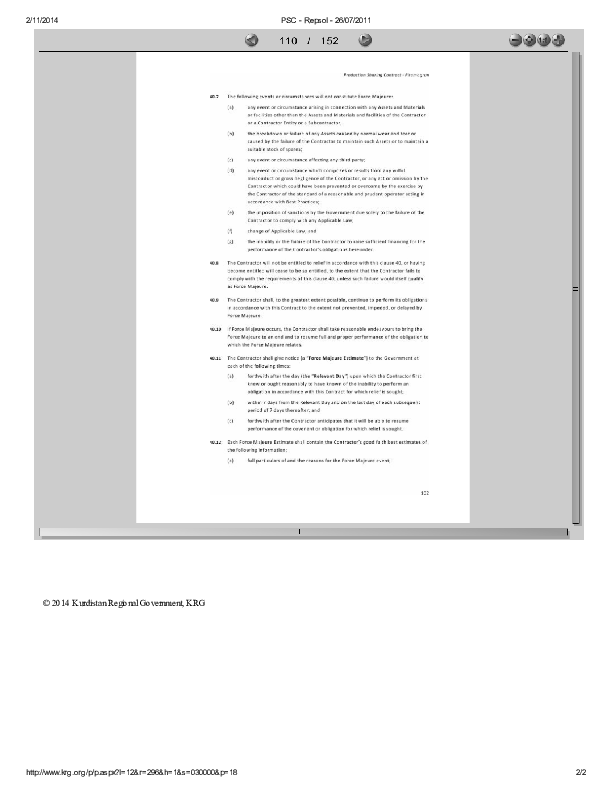 2/11/2014
PSC - Repsol - 26/07/2011
110 / 152
Production Sharing Contract - Piramagrun
40.7 The following events or circumstances will not constitute Force Majeure:
(a) any event or circumstance arising in connection with any Assets and Materials
or facilities other than the Assets and Materials and facilities of the Contractor
or a Contractor Entity or a Subcontractor;
(b) the breakdown or failure of any Assets caused by normal wear and tear or
caused by the failure of the Contractor to maintain such Assets or to maintain a
suitable stock of spares;
(c) any event or circumstance affecting any third party;
(d) any event or circumstance which comprises or results from any wilful
misconduct or gross negligence of the Contractor, or any act or omission by the
Contractor which could have been prevented or overcome by the exercise by
the Contractor of the standard of a reasonable and prudent operator acting in
accordance with Best Practices;
(e) the imposition of sanctions by the Government due solely to the failure of the
Contractor to comply with any Applicable Law;
(f) change of Applicable Law; and
(g) the inability or the failure of the Contractor to raise sufficient financing for the
performance of the Contractor's obligations hereunder.
40.8 The Contractor will not be entitled to relief in accordance with this clause 40, or having
become entitled will cease to be so entitled, to the extent that the Contractor fails to
comply with the requirements of this clause 40, unless such failure would itself qualify
as Force Majeure.
40.9 The Contractor shall, to the greatest extent possible, continue to perform its obligations
in accordance with this Contract to the extent not prevented, impeded, or delayed by
Force Majeure.
40.10 If Force Majeure occurs, the Contractor shall take reasonable endeavours to bring the
Force Majeure to an end and to resume full and proper performance of the obligation to
which the Force Majeure relates.
40.11 The Contractor shall give notice (a "Force Majeure Estimate") to the Government at
each of the following times:
(a) forthwith after the day (the "Relevant Day") upon which the Contractor first
knew or ought reasonably to have known of the inability to perform an
obligation in accordance with this Contract for which relief is sought;
(b) within 7 days from the Relevant Day and on the last day of each subsequent
period of 7 days thereafter; and
(c) forthwith after the Contractor anticipates that it will be able to resume
performance of the covenant or obligation for which relief is sought.
40.12 Each Force Majeure Estimate shall contain the Contractor's good faith best estimates of
the following information:
(a) full particulars of and the reasons for the Force Majeure event;
102
© 2014 Kurdistan Regional Government, KRG
http://www.krg.org/p/p.aspx?l=12&r=296&h=1&s=030000&p=18
2/2